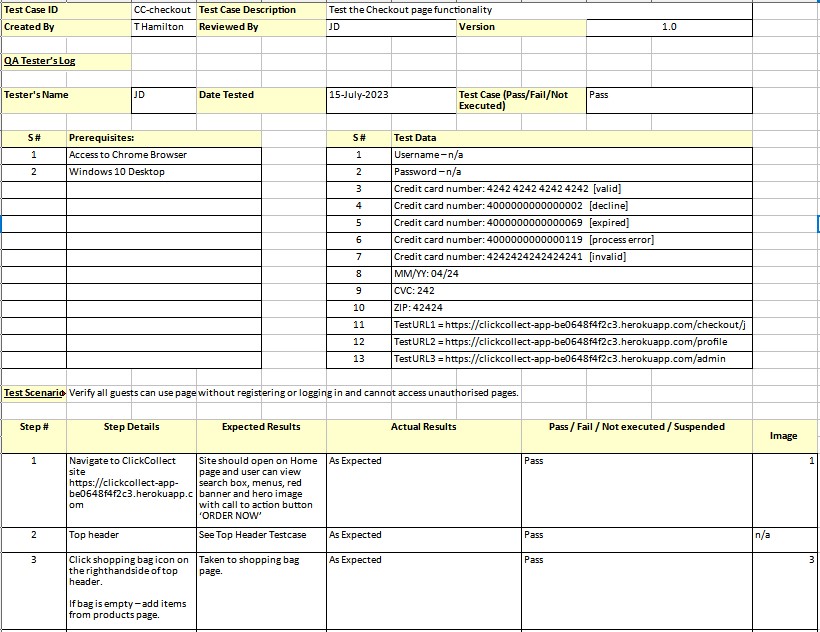 Test Case ID CC-checkout Test Case Description Test the Checkout page functionality
Created By T Hamilton Reviewed By JD Version 1.0
QA Tester's Log
Tester's Name JD Date Tested 15-July-2023 Test Case (Pass/Fail/Not Pass
Executed)
S # Prerequisites: S # Test Data
1 Access to Chrome Browser 1 Username – n/a
2 Windows 10 Desktop 2 Password – n/a
3 Credit card number: 4242 4242 4242 4242 [valid]
4 Credit card number: 4000000000000002 [decline]
5 Credit card number: 4000000000000069 [expired]
6 Credit card number: 4000000000000119 [process error]
7 Credit card number: 4242424242424241 [invalid]
8 MM/YY: 04/24
9 CVC: 242
10 ZIP: 42424
11 TestURL1 = https://clickcollect-app-be0648f4f2c3.herokuapp.com/checkout/j
12 TestURL2 = https://clickcollect-app-be0648f4f2c3.herokuapp.com/profile
13 TestURL3 = https://clickcollect-app-be0648f4f2c3.herokuapp.com/admin
Test Scenario Verify all guests can use page without registering or logging in and cannot access unauthorised pages.
Step # Step Details Expected Results Actual Results Pass / Fail / Not executed / Suspended Image
1 Navigate to ClickCollect
site
https://clickcollect-app-
be0648f4f2c3.herokuapp.c
om
Site should open on Home
page and user can view
search box, menus, red
banner and hero image
with call to action button
‘ORDER NOW’
As Expected Pass 1
2 Top header See Top Header Testcase As Expected Pass n/a
3 Click shopping bag icon on
the righthandside of top
header.
If bag is empty – add items
from products page.
Taken to shopping bag
page.
As Expected Pass 3